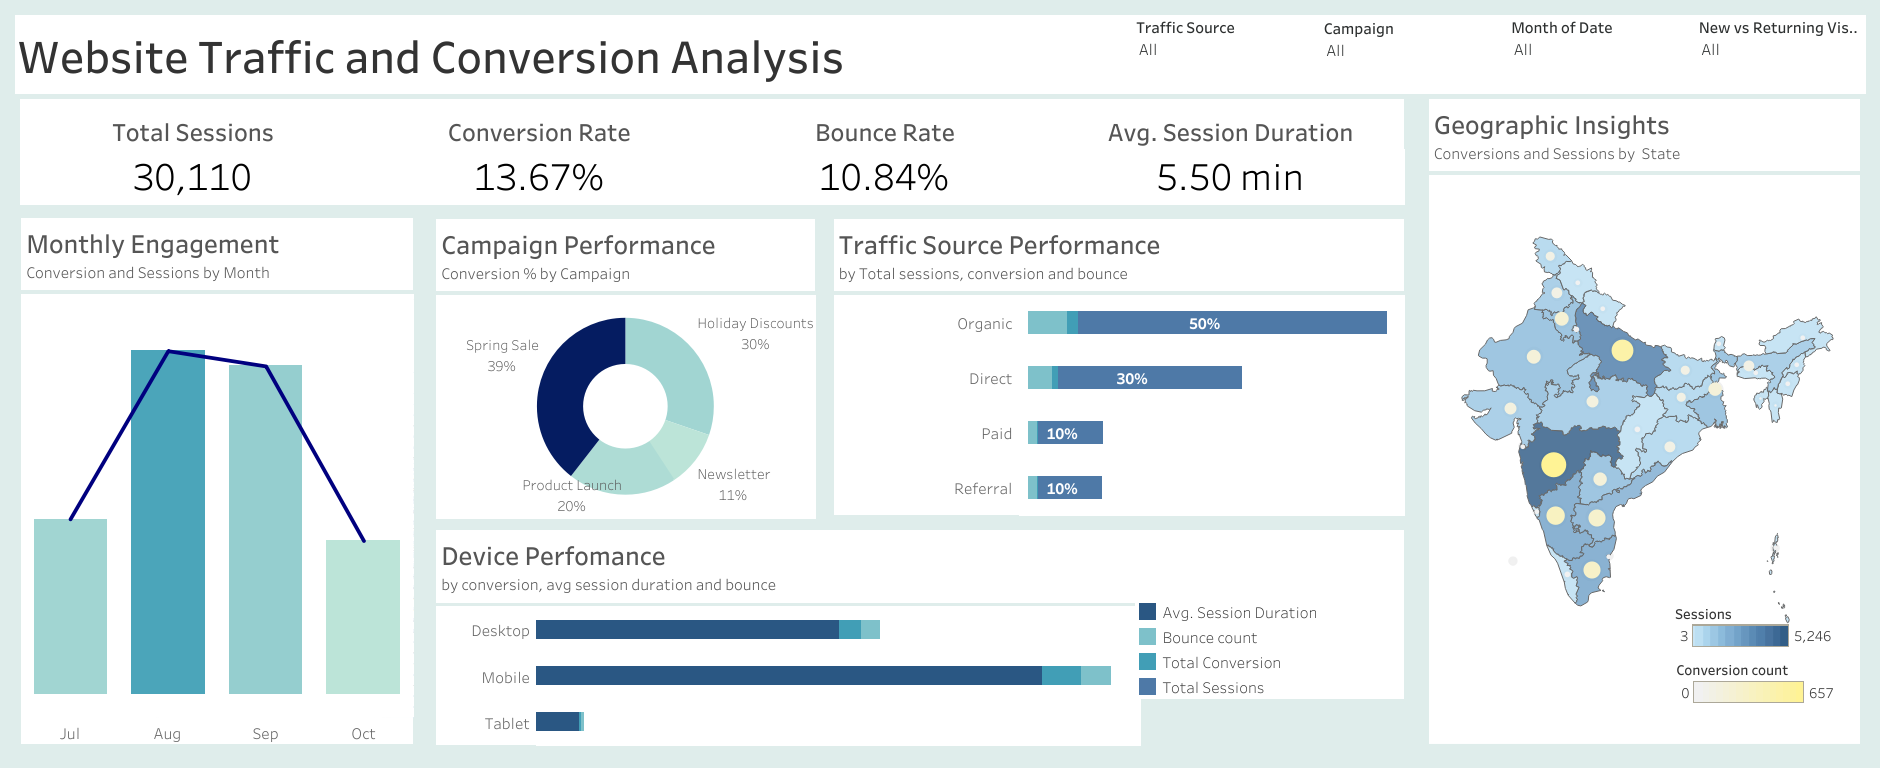 Website Traffic and Conversion Analysis
Traffic Source
All
Campaign
All
Month of Date
All
New vs Returning Vis..
All
Total Sessions
30,110
Conversion Rate
13.67%
Bounce Rate
10.84%
Avg. Session Duration
5.50 min
Geographic Insights
Conversions and Sessions by State
Sessions
3
5,246
Conversion count
0
657
Monthly Engagement
Conversion and Sessions by Month
Jul
Aug
Sep
Oct
Campaign Performance
Conversion % by Campaign
Spring Sale
39%
Holiday Discounts
30%
Newsletter
11%
Product Launch
20%
Traffic Source Performance
by Total sessions, conversion and bounce
Organic
50%
Direct
30%
Paid
10%
Referral
10%
Device Perfomance
by conversion, avg session duration and bounce
Desktop
Mobile
Tablet
Avg. Session Duration
Bounce count
Total Conversion
Total Sessions